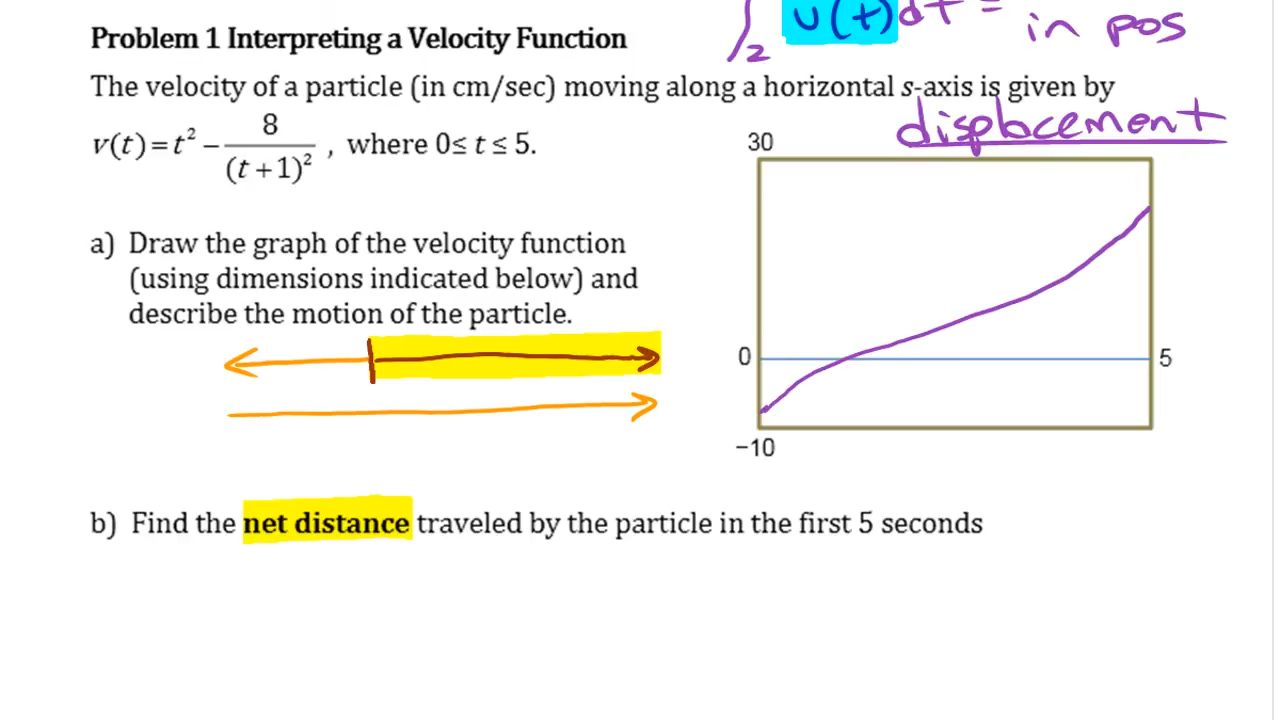 ∫₂ v(t)dt = in pos
Problem 1 Interpreting a Velocity Function
The velocity of a particle (in cm/sec) moving along a horizontal s-axis is given by
displacement
v(t) = t² − 8/(t + 1)² , where 0≤ t ≤ 5.
30
a) Draw the graph of the velocity function
(using dimensions indicated below) and
describe the motion of the particle.
0
5
−10
b) Find the net distance traveled by the particle in the first 5 seconds